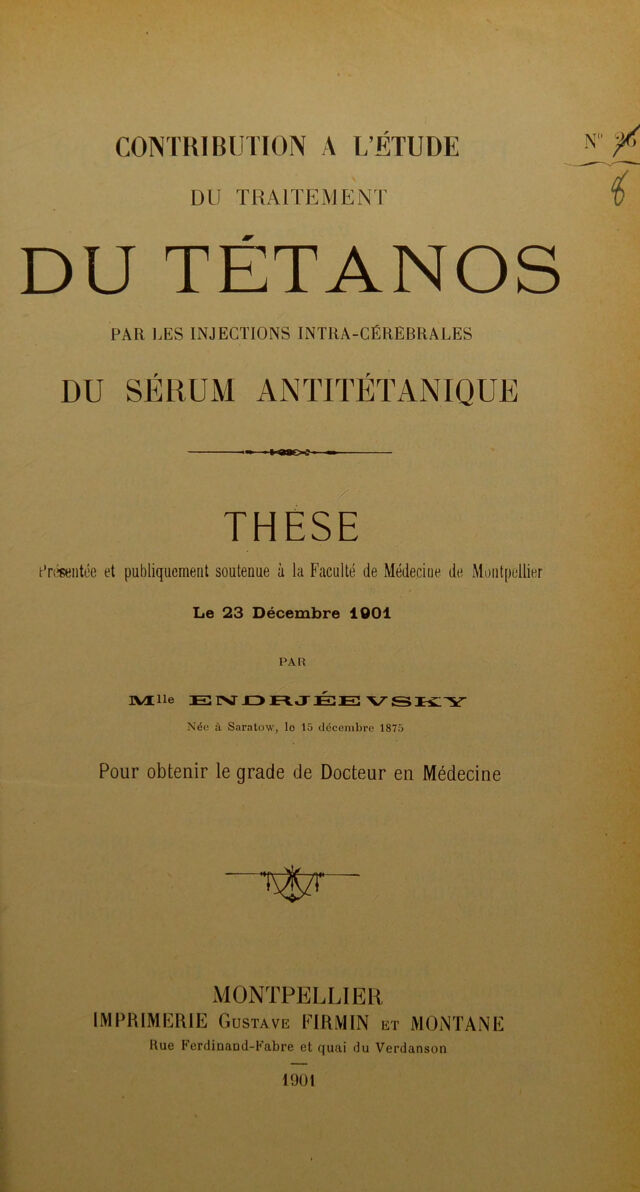 CONTRIBUTION A L'ÉTUDE
N° 26
8
DU TRAITEMENT
DU TÉTANOS
PAR LES INJECTIONS INTRA-CÉRÉBRALES
DU SÉRUM ANTITÉTANIQUE
THÈSE
Présentée et publiquement soutenue à la Faculté de Médecine de Montpellier
Le 23 Décembre 1901
PAR
Mlle ENDRJÉEVSKY
Née à Saratow, le 15 décembre 1875
Pour obtenir le grade de Docteur en Médecine
MONTPELLIER
IMPRIMERIE GUSTAVE FIRMIN ET MONTANE
Rue Ferdinand-Fabre et quai du Verdanson
1901